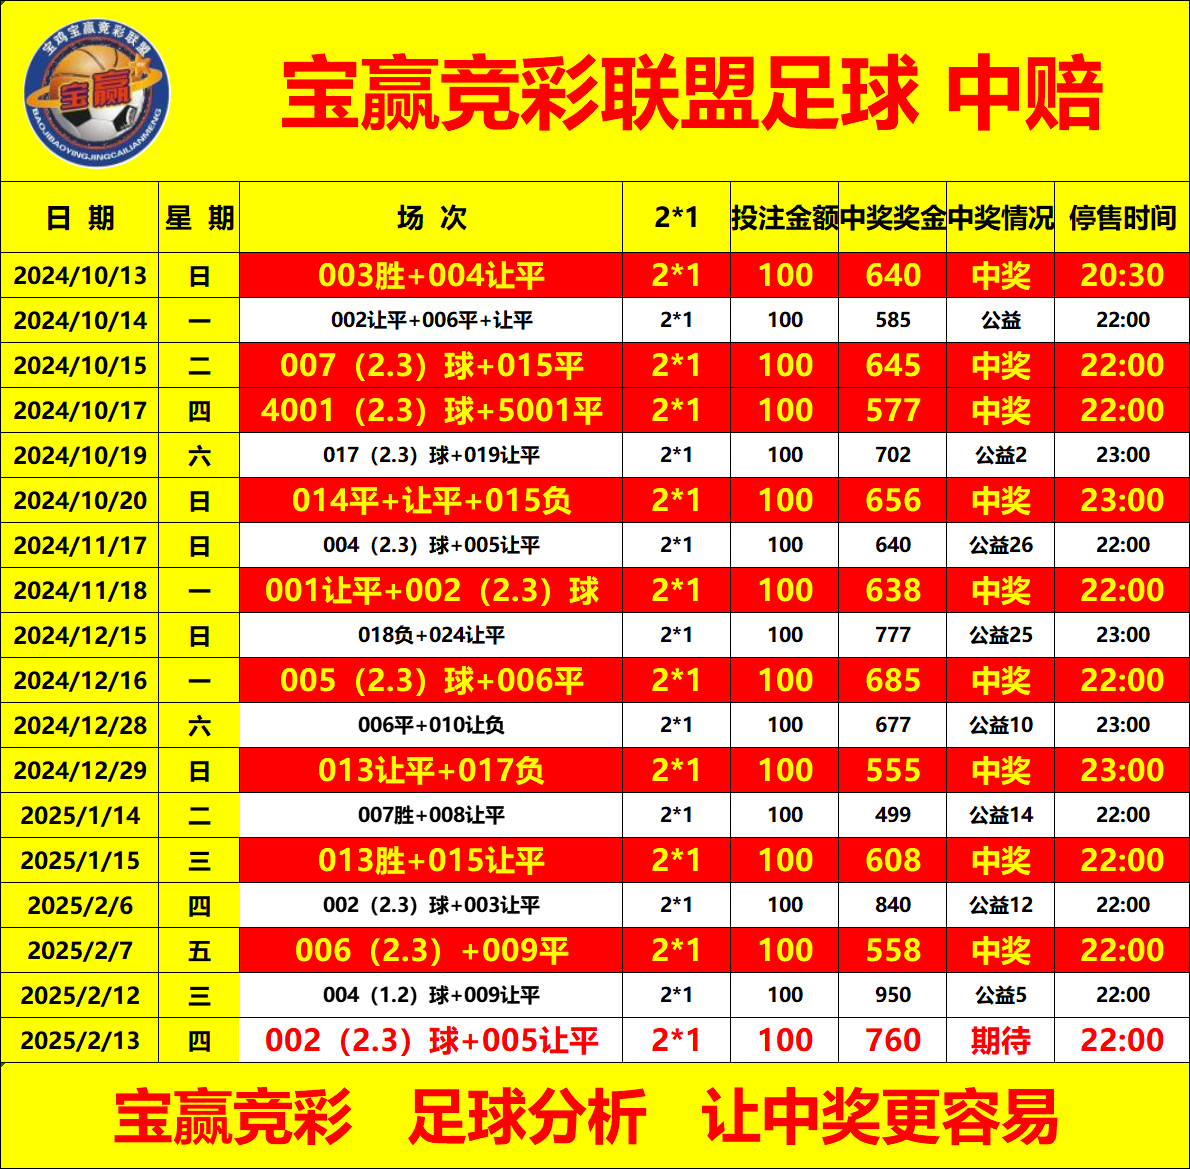 宝鸡宝赢竞彩联盟
宝赢
BAOJIBAOYINGJINGCAILIANMENG
宝赢竞彩联盟足球 中赔
日 期 星 期 场 次 2*1 投注金额 中奖奖金 中奖情况 停售时间
2024/10/13 日 003胜+004让平 2*1 100 640 中奖 20:30
2024/10/14 一 002让平+006平+让平 2*1 100 585 公益 22:00
2024/10/15 二 007（2.3）球+015平 2*1 100 645 中奖 22:00
2024/10/17 四 4001（2.3）球+5001平 2*1 100 577 中奖 22:00
2024/10/19 六 017（2.3）球+019让平 2*1 100 702 公益2 23:00
2024/10/20 日 014平+让平+015负 2*1 100 656 中奖 23:00
2024/11/17 日 004（2.3）球+005让平 2*1 100 640 公益26 22:00
2024/11/18 一 001让平+002（2.3）球 2*1 100 638 中奖 22:00
2024/12/15 日 018负+024让平 2*1 100 777 公益25 23:00
2024/12/16 一 005（2.3）球+006平 2*1 100 685 中奖 22:00
2024/12/28 六 006平+010让负 2*1 100 677 公益10 23:00
2024/12/29 日 013让平+017负 2*1 100 555 中奖 23:00
2025/1/14 二 007胜+008让平 2*1 100 499 公益14 22:00
2025/1/15 三 013胜+015让平 2*1 100 608 中奖 22:00
2025/2/6 四 002（2.3）球+003让平 2*1 100 840 公益12 22:00
2025/2/7 五 006（2.3）+009平 2*1 100 558 中奖 22:00
2025/2/12 三 004（1.2）球+009让平 2*1 100 950 公益5 22:00
2025/2/13 四 002（2.3）球+005让平 2*1 100 760 期待 22:00
宝赢竞彩 足球分析 让中奖更容易